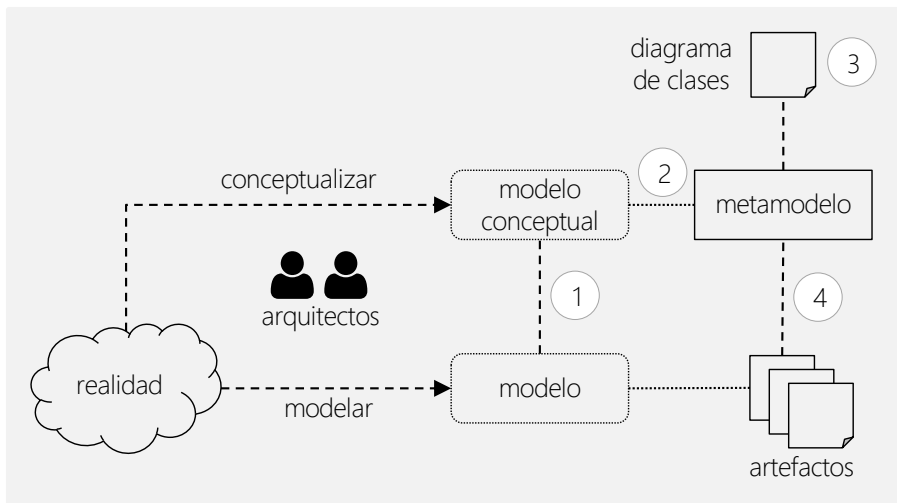 diagrama
de clases
3
conceptualizar
modelo
conceptual
2
metamodelo
arquitectos
1
4
realidad
modelar
modelo
artefactos